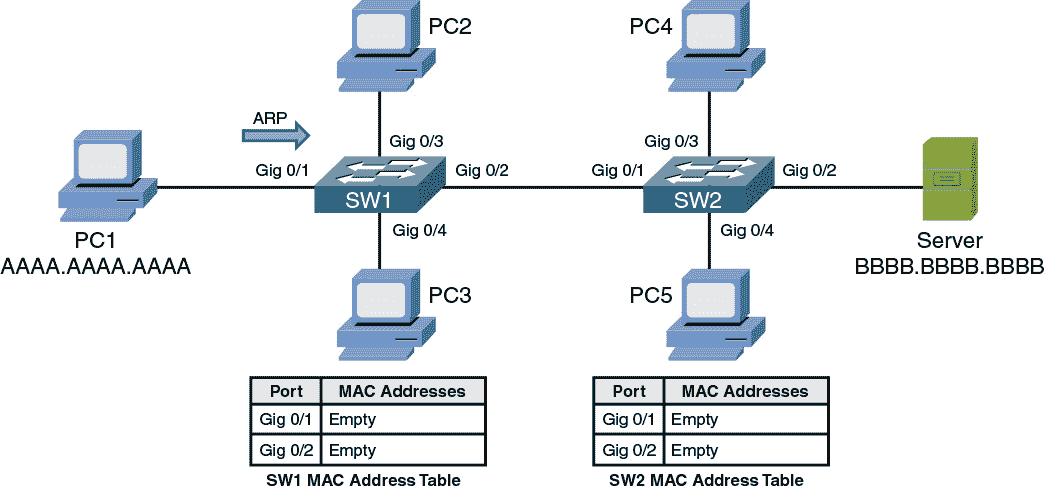 PC2
PC4
ARP
Gig 0/3
Gig 0/3
Gig 0/1
Gig 0/2
Gig 0/1
Gig 0/2
SW1
SW2
Gig 0/4
Gig 0/4
PC1
AAAA.AAAA.AAAA
Server
BBBB.BBBB.BBBB
PC3
PC5
Port MAC Addresses
Gig 0/1 Empty
Gig 0/2 Empty
SW1 MAC Address Table
Port MAC Addresses
Gig 0/1 Empty
Gig 0/2 Empty
SW2 MAC Address Table